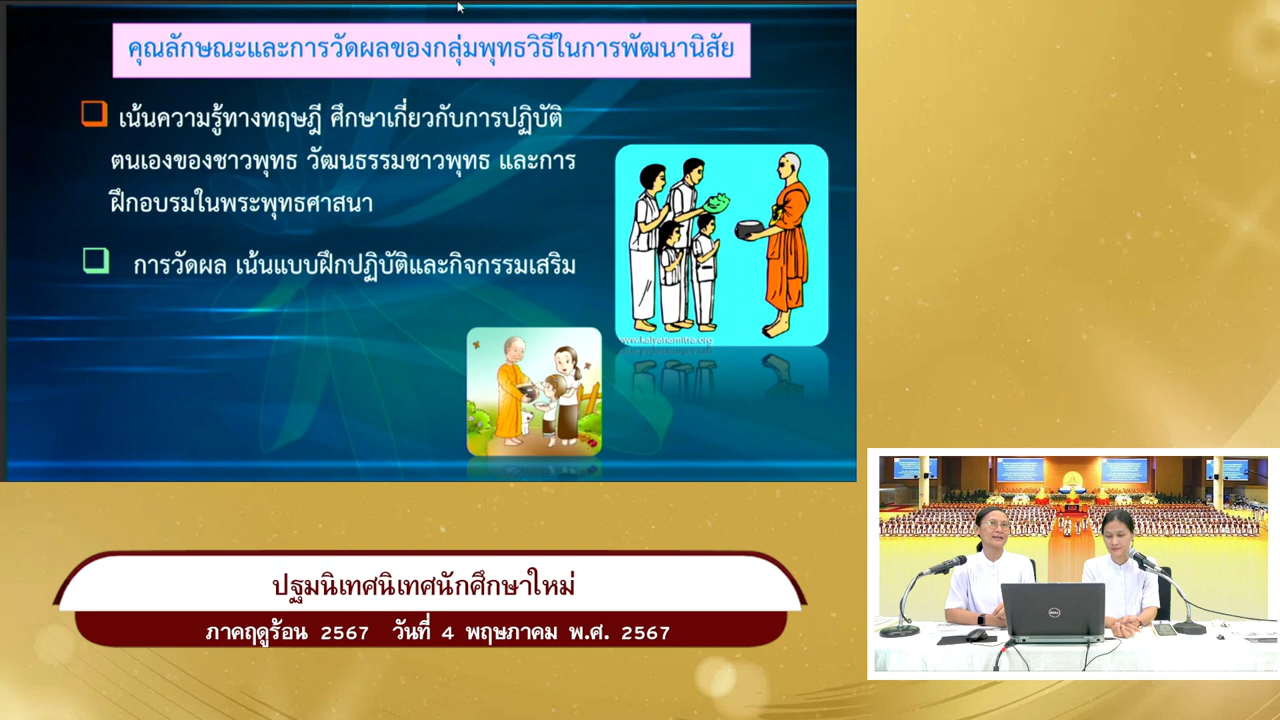 คุณลักษณะและการวัดผลของกลุ่มพุทธวิธีในการพัฒนานิสัย
เน้นความรู้ทางทฤษฎี ศึกษาเกี่ยวกับการปฏิบัติ
ตนเองของชาวพุทธ วัฒนธรรมชาวพุทธ และการ
ฝึกอบรมในพระพุทธศาสนา
การวัดผล เน้นแบบฝึกปฏิบัติและกิจกรรมเสริม
www.kalyanamitra.org
ปฐมนิเทศนิเทศนักศึกษาใหม่
ภาคฤดูร้อน 2567 วันที่ 4 พฤษภาคม พ.ศ. 2567
DELL